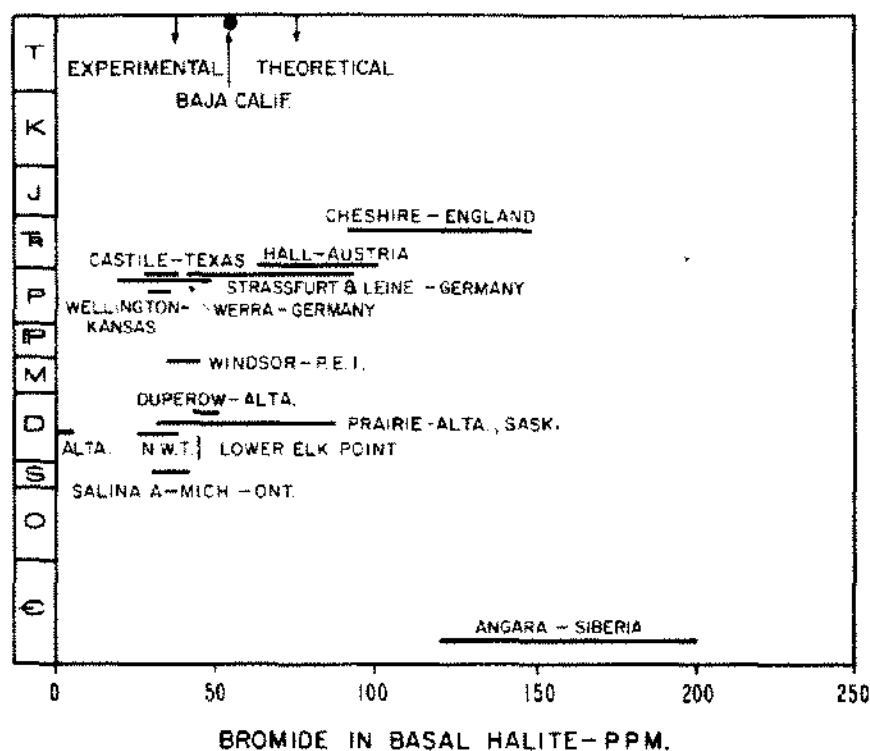 T
EXPERIMENTAL THEORETICAL
BAJA CALIF.
K
J
CHESHIRE - ENGLAND
TR
HALL - AUSTRIA
CASTILE - TEXAS
P
STRASSFURT & LEINE - GERMANY
WELLINGTON - KANSAS
WERRA - GERMANY
IP
WINDSOR - P.E.I.
M
DUPEROW - ALTA.
D
PRAIRIE - ALTA., SASK.
ALTA. N.W.T.} LOWER ELK POINT
S
SALINA A - MICH - ONT.
O
ANGARA - SIBERIA
Є
0 50 100 150 200 250
BROMIDE IN BASAL HALITE - PPM.